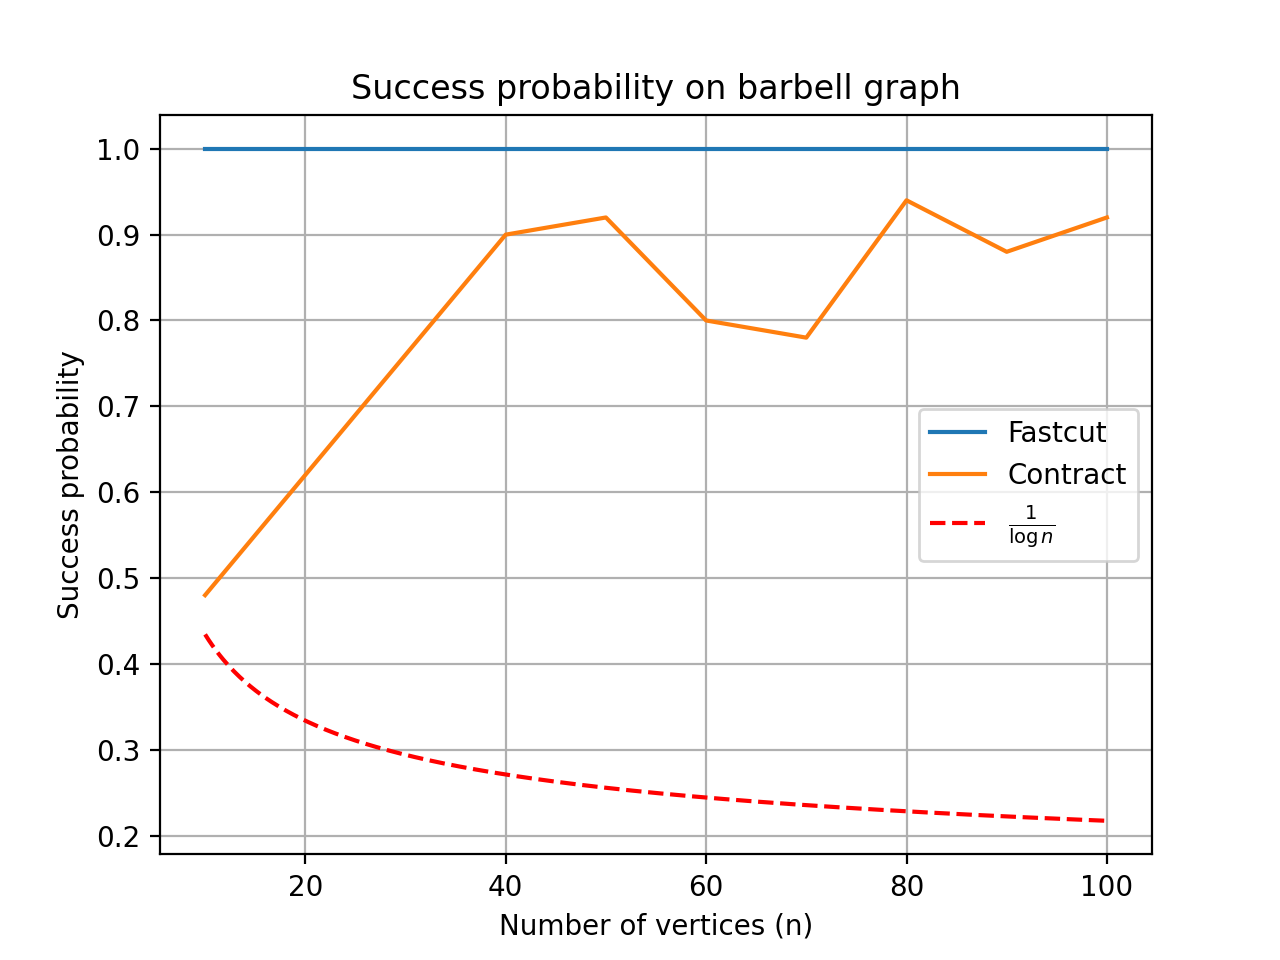 Success probability on barbell graph
1.0
0.9
0.8
0.7
0.6
0.5
0.4
0.3
0.2
Success probability
Fastcut
Contract
1/log n
20 40 60 80 100
Number of vertices (n)